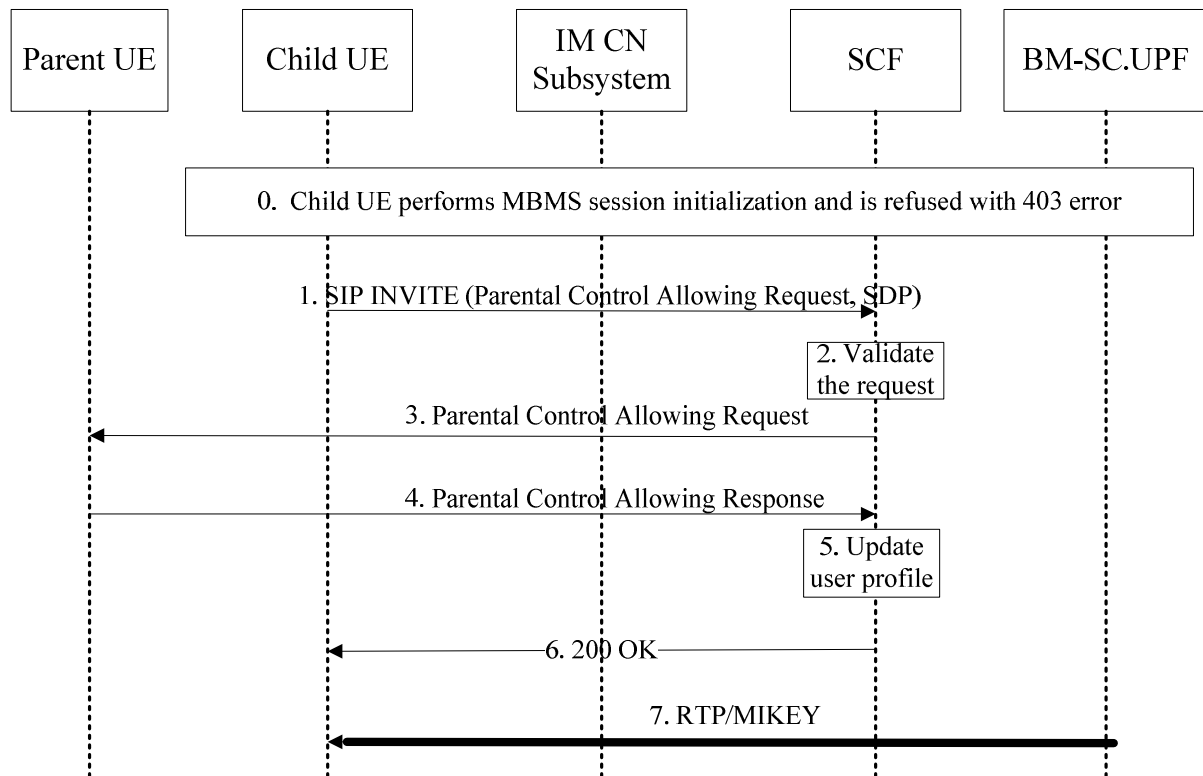 Parent UE
Child UE
IM CN
Subsystem
SCF
BM-SC.UPF
0. Child UE performs MBMS session initialization and is refused with 403 error
1. SIP INVITE (Parental Control Allowing Request, SDP)
2. Validate
the request
3. Parental Control Allowing Request
4. Parental Control Allowing Response
5. Update
user profile
6. 200 OK
7. RTP/MIKEY